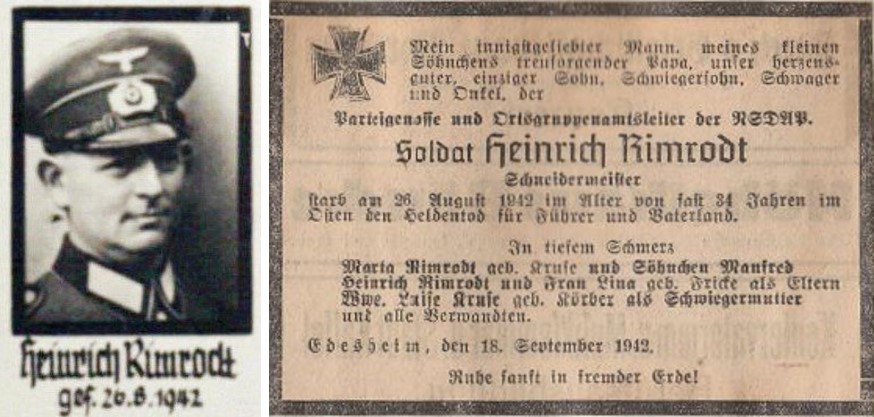 Heinrich Rimrodt
gef. 26.8.1942
Mein innigstgeliebter Mann, meines kleinen
Söhnchens treusorgender Papa, unser herzens-
guter, einziger Sohn, Schwiegersohn, Schwager
und Onkel, der
Parteigenosse und Ortsgruppenamtsleiter der NSDAP.
Soldat Heinrich Rimrodt
Schneidermeister
starb am 26. August 1942 im Alter von fast 34 Jahren im
Osten den Heldentod für Führer und Vaterland.
In tiefem Schmerz
Marta Rimrodt geb. Kruse und Söhnchen Manfred
Heinrich Rimrodt und Frau Lina geb. Fricke als Eltern
Wwe. Luise Kruse geb. Körber als Schwiegermutter
und alle Verwandten.
Edesheim, den 18. September 1942.
Ruhe sanft in fremder Erde!